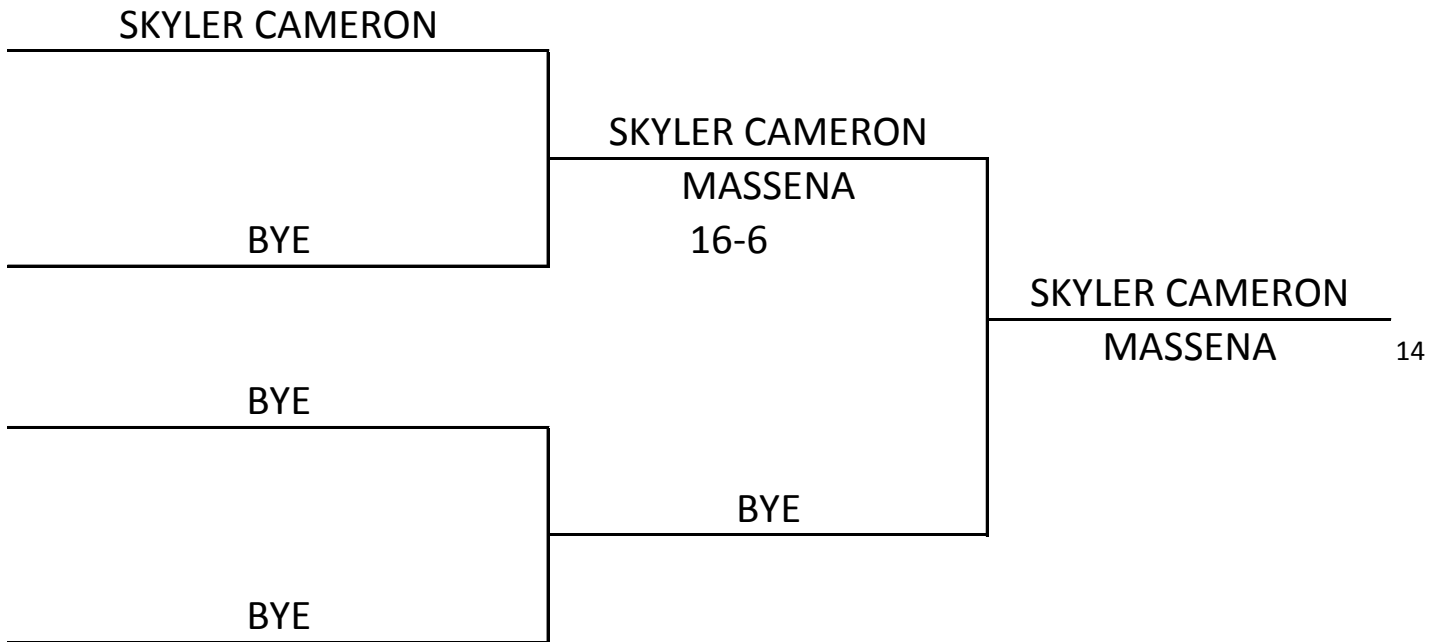 SKYLER CAMERON
SKYLER CAMERON
MASSENA
BYE
16-6
SKYLER CAMERON
MASSENA 14
BYE
BYE
BYE